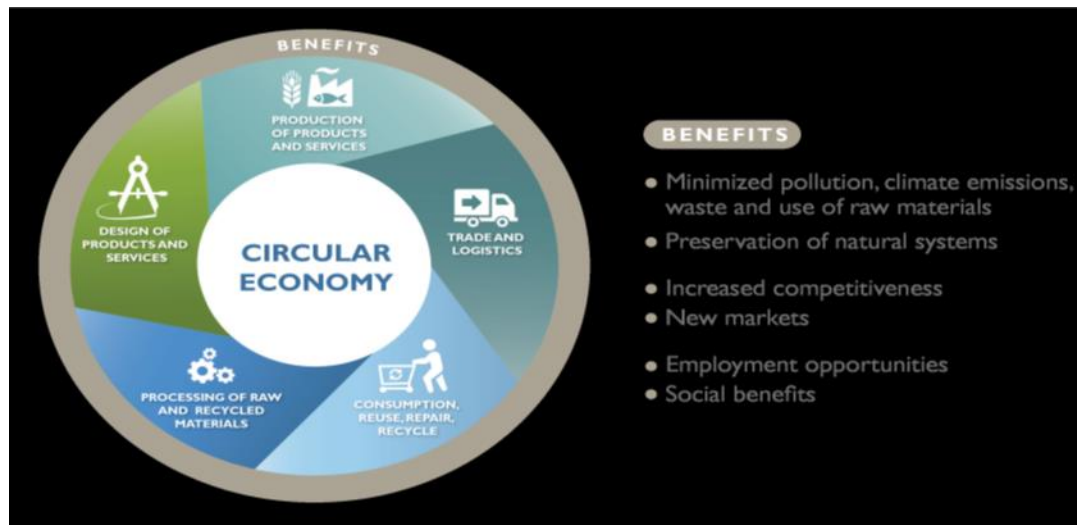 BENEFITS
PRODUCTION
OF PRODUCTS
AND SERVICES
TRADE AND
LOGISTICS
CONSUMPTION,
REUSE, REPAIR,
RECYCLE
PROCESSING OF RAW
AND RECYCLED
MATERIALS
DESIGN OF
PRODUCTS AND
SERVICES
CIRCULAR
ECONOMY
BENEFITS
● Minimized pollution, climate emissions,
waste and use of raw materials
● Preservation of natural systems
● Increased competitiveness
● New markets
● Employment opportunities
● Social benefits